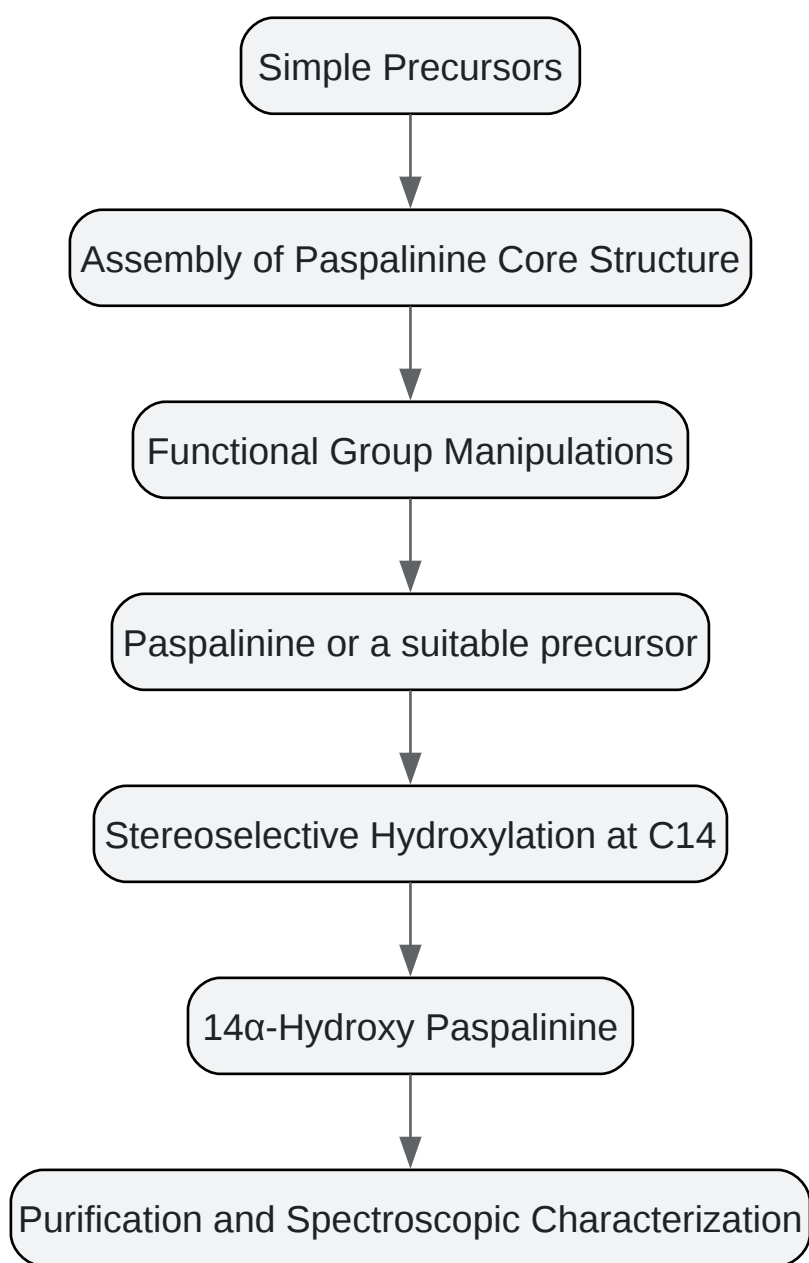 Simple Precursors
Assembly of Paspalinine Core Structure
Functional Group Manipulations
Paspalinine or a suitable precursor
Stereoselective Hydroxylation at C14
14α-Hydroxy Paspalinine
Purification and Spectroscopic Characterization